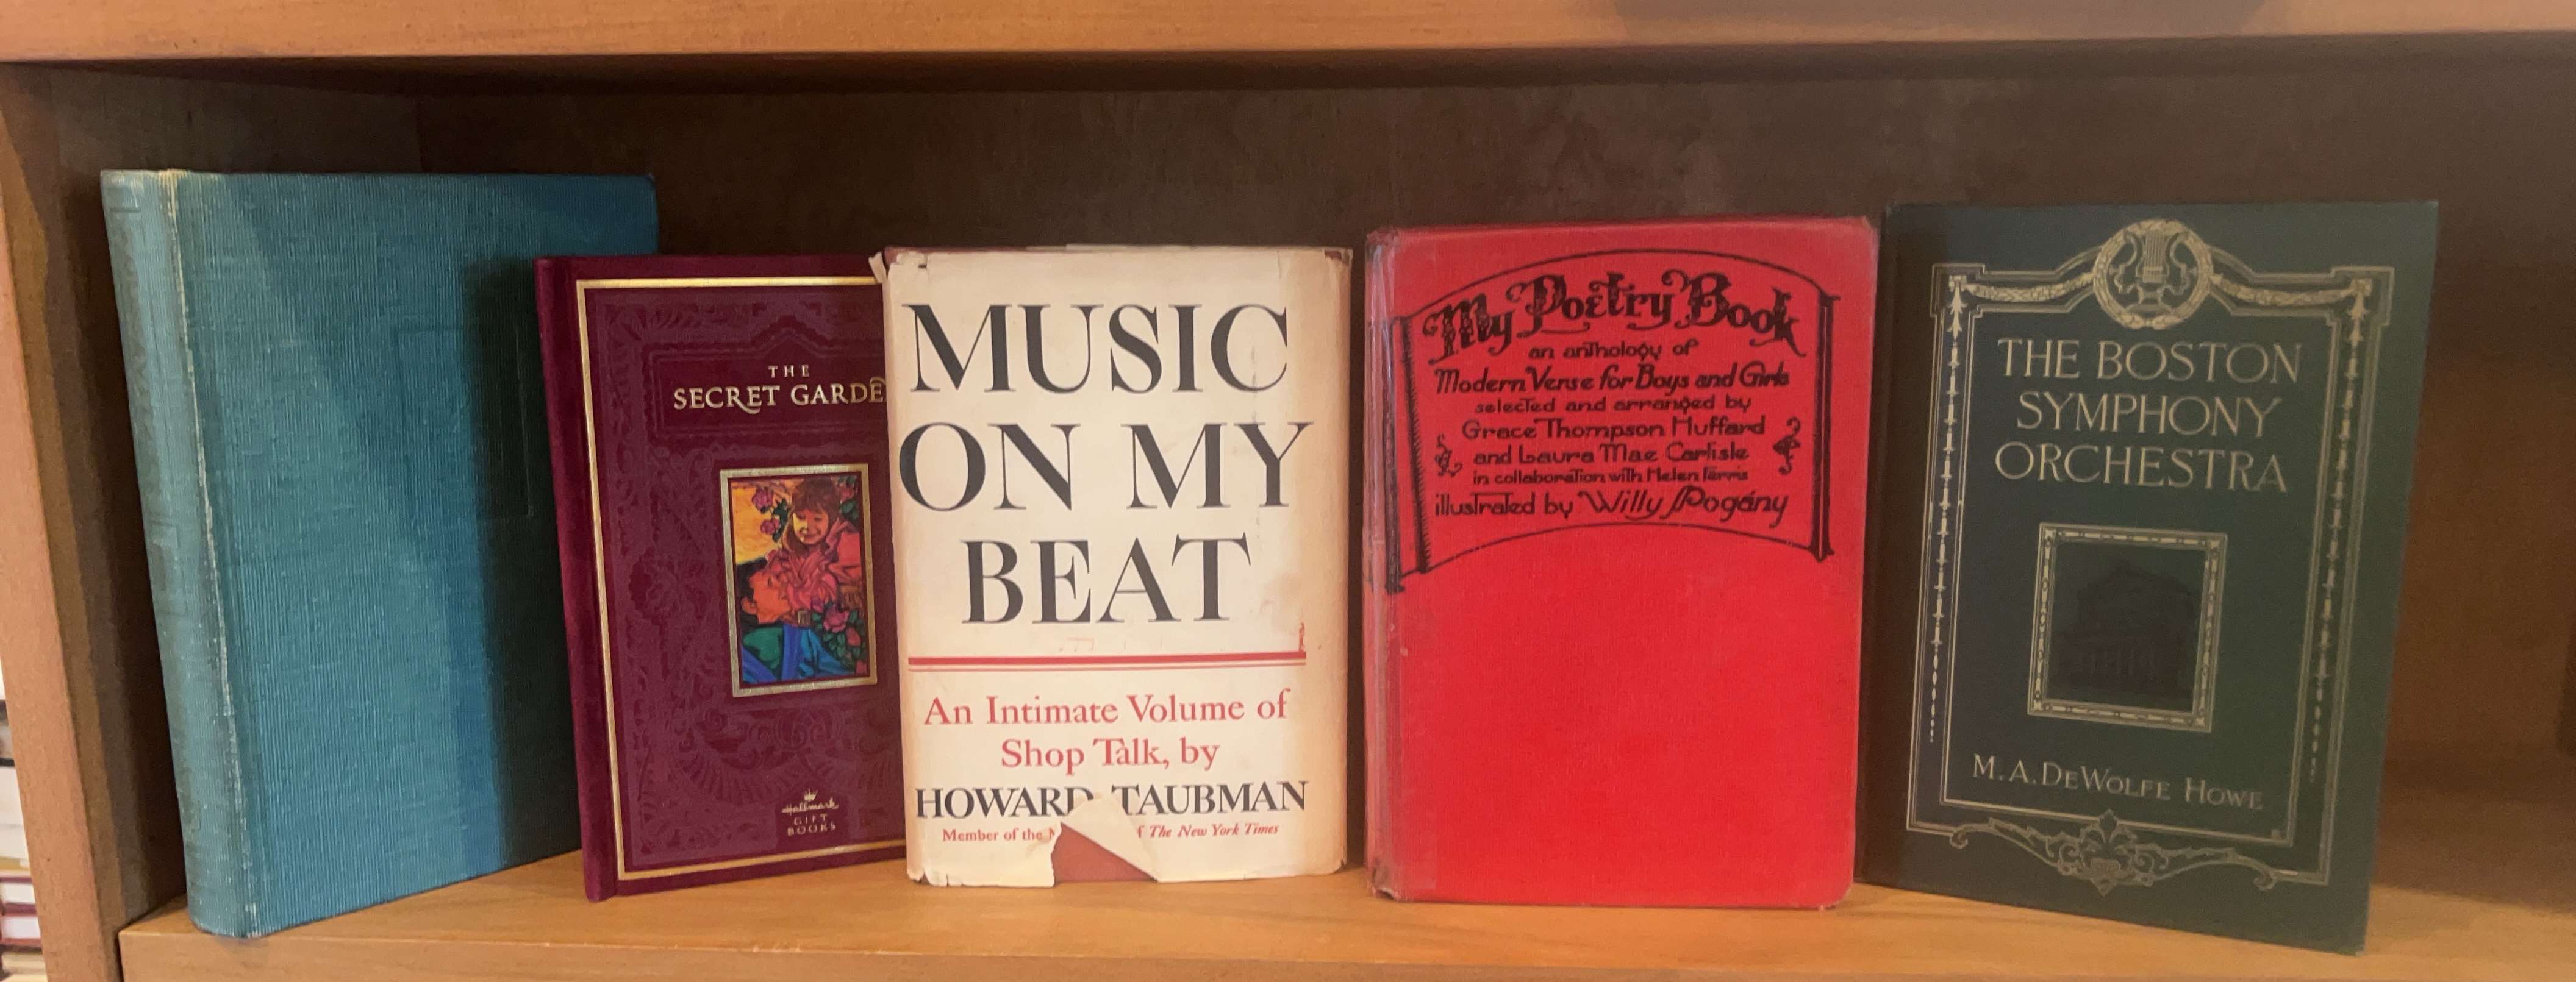 THE
SECRET GARDE
Hallmark
GIFT
BOOKS
MUSIC
ON MY
BEAT
An Intimate Volume of
Shop Talk, by
HOWARD TAUBMAN
Member of the M f The New York Times
My Poetry Book
an anthology of
Modern Verse for Boys and Girls
selected and arranged by
Grace Thompson Huffard
and Laura Mae Carlisle
in collaboration with Helen Ferris
illustrated by Willy Pogány
THE BOSTON
SYMPHONY
ORCHESTRA
M. A. DEWOLFE HOWE